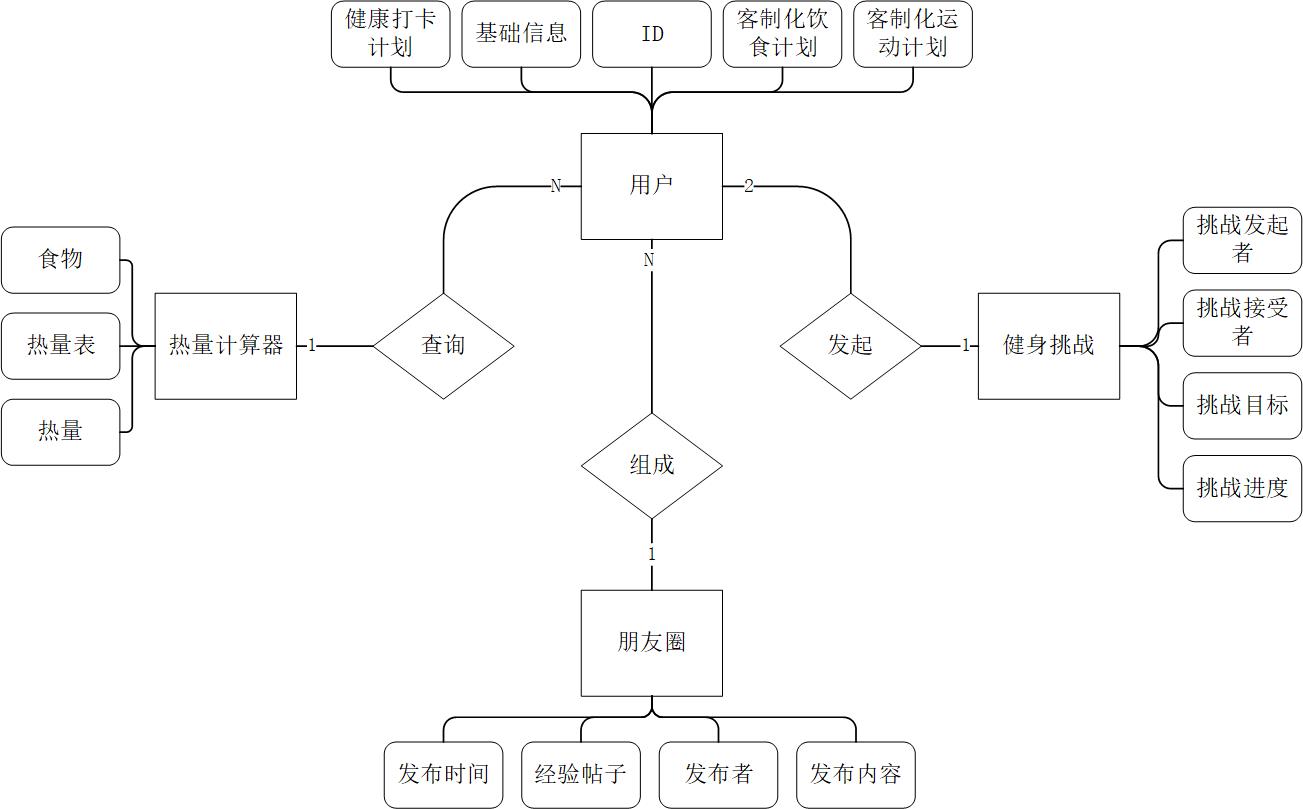 健康打卡
计划
基础信息
ID
客制化饮
食计划
客制化运
动计划
用户
N
2
N
食物
热量表
热量
热量计算器
1
查询
发起
1
健身挑战
挑战发起
者
挑战接受
者
挑战目标
挑战进度
组成
1
朋友圈
发布时间
经验帖子
发布者
发布内容